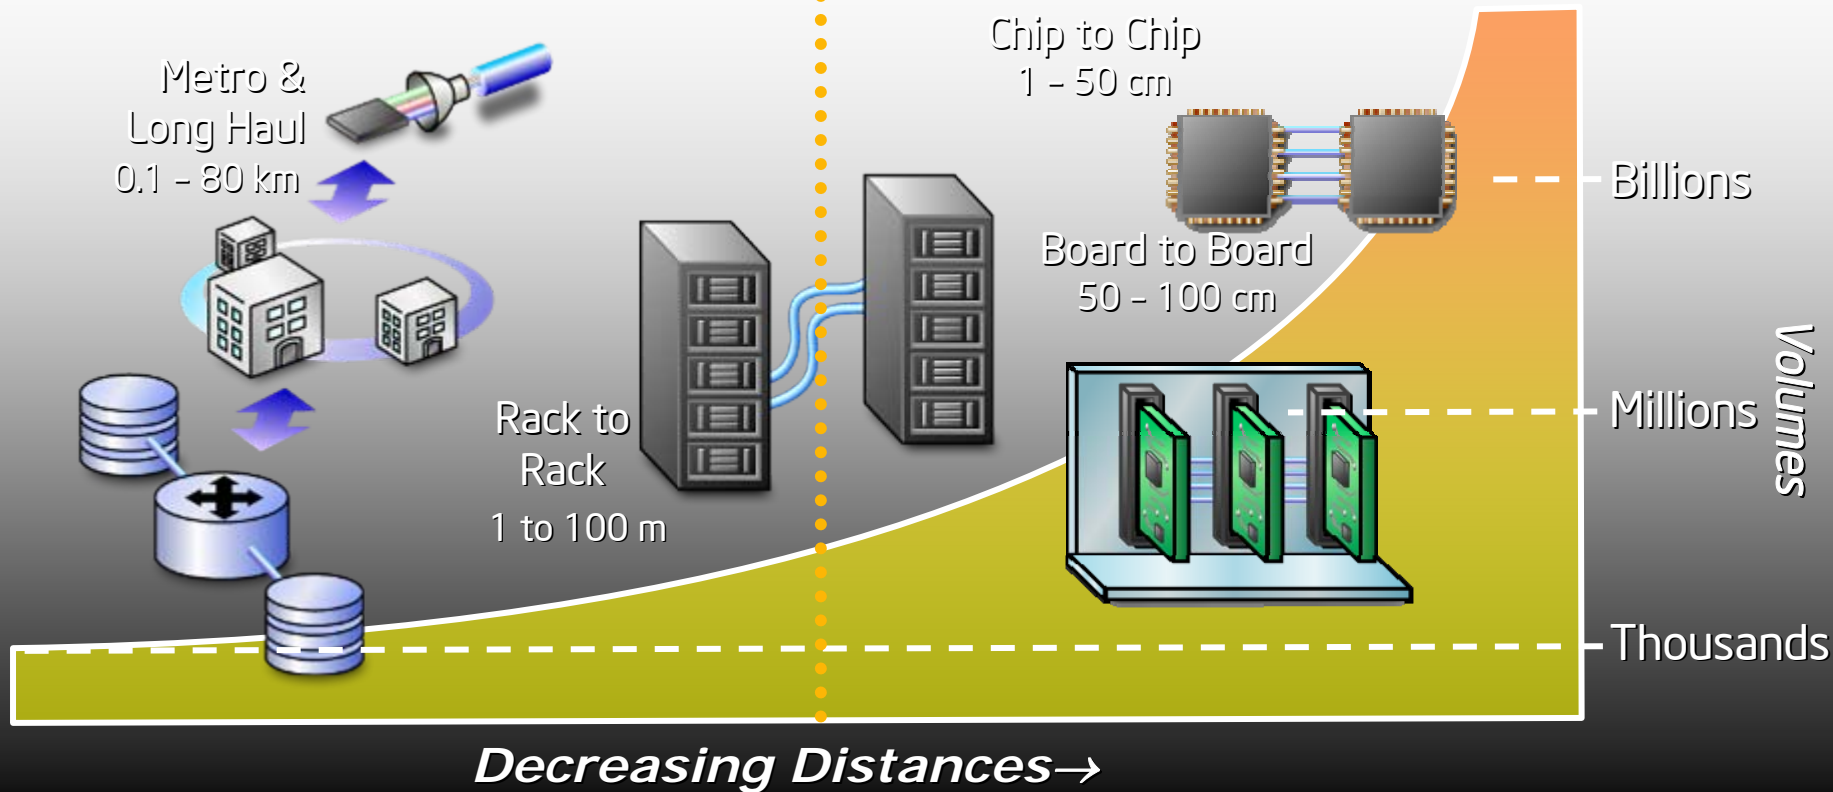 Metro &
Long Haul
0.1 – 80 km
Chip to Chip
1 – 50 cm
Board to Board
50 – 100 cm
Rack to
Rack
1 to 100 m
Billions
Millions
Thousands
Volumes
Decreasing Distances→